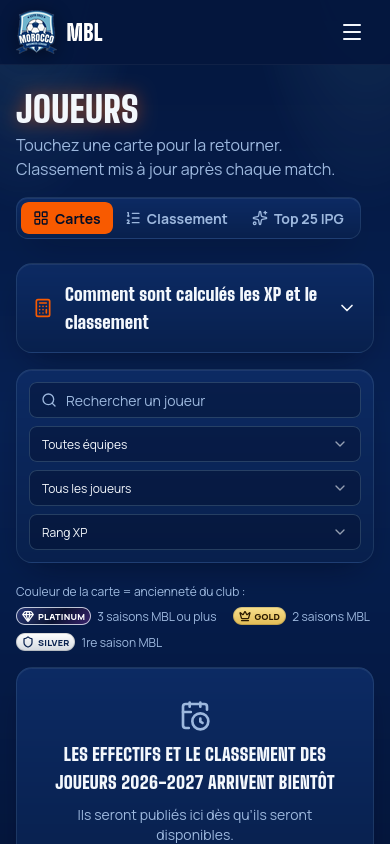 MOROCCO
MBL
JOUEURS
Touchez une carte pour la retourner.
Classement mis à jour après chaque match.
Cartes
Classement
Top 25 IPG
Comment sont calculés les XP et le
classement
Rechercher un joueur
Toutes équipes
Tous les joueurs
Rang XP
Couleur de la carte = ancienneté du club :
PLATINUM 3 saisons MBL ou plus
GOLD 2 saisons MBL
SILVER 1re saison MBL
LES EFFECTIFS ET LE CLASSEMENT DES
JOUEURS 2026-2027 ARRIVENT BIENTÔT
Ils seront publiés ici dès qu'ils seront
disponibles.